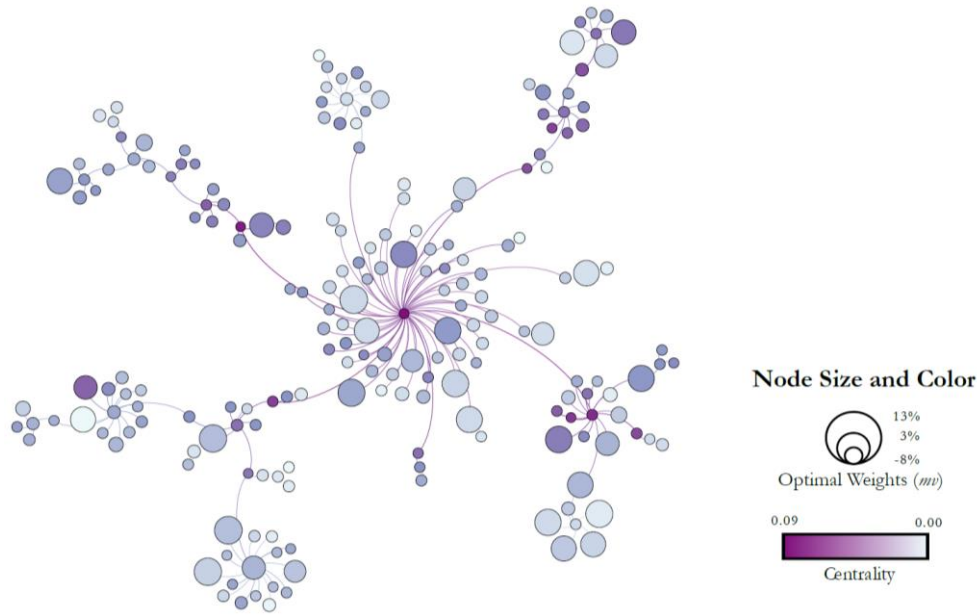 Node Size and Color
13%
3%
-8%
Optimal Weights (mv)
0.09 0.00
Centrality